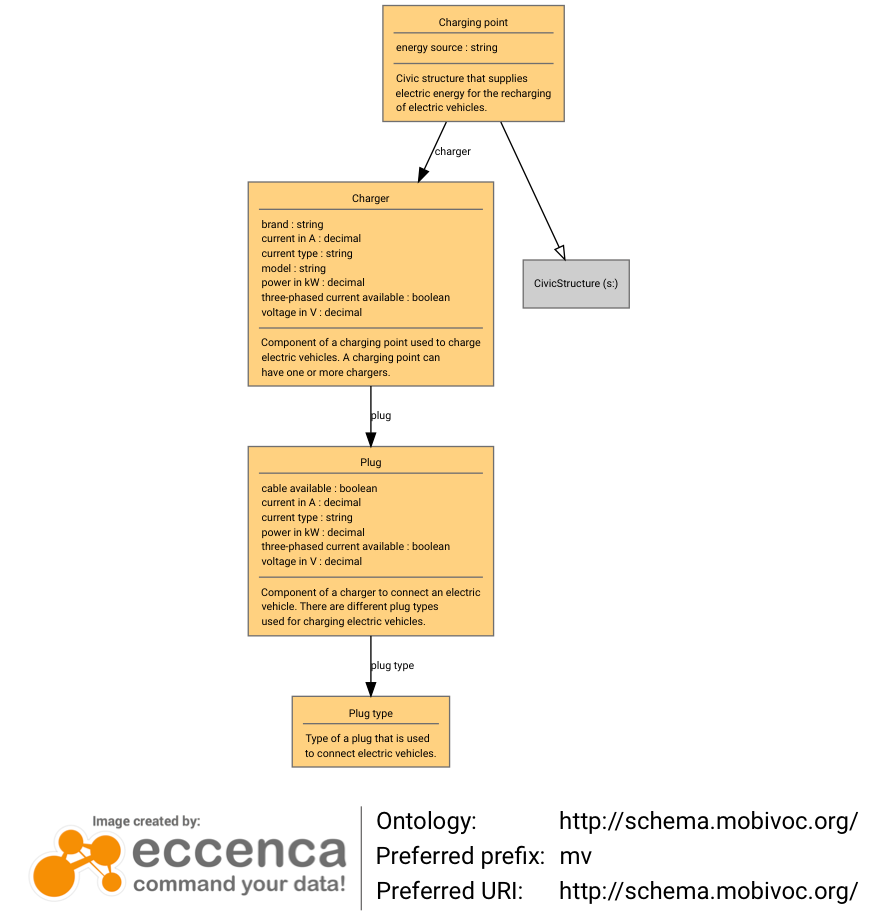 Charging point
energy source : string
Civic structure that supplies
electric energy for the recharging
of electric vehicles.
charger
Charger
brand : string
current in A : decimal
current type : string
model : string
power in kW : decimal
three-phased current available : boolean
voltage in V : decimal
Component of a charging point used to charge
electric vehicles. A charging point can
have one or more chargers.
CivicStructure (s:)
plug
Plug
cable available : boolean
current in A : decimal
current type : string
power in kW : decimal
three-phased current available : boolean
voltage in V : decimal
Component of a charger to connect an electric
vehicle. There are different plug types
used for charging electric vehicles.
plug type
Plug type
Type of a plug that is used
to connect electric vehicles.
Image created by:
eccenca
command your data!
Ontology: http://schema.mobivoc.org/
Preferred prefix: mv
Preferred URI: http://schema.mobivoc.org/